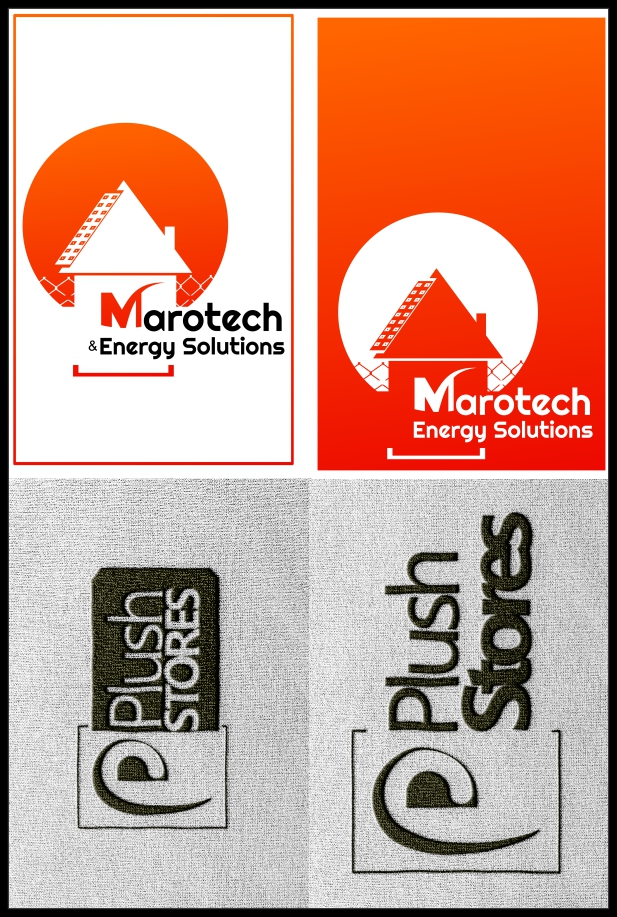 Marotech
&Energy Solutions
Marotech
Energy Solutions
Plush
STORES
Plush
Stores